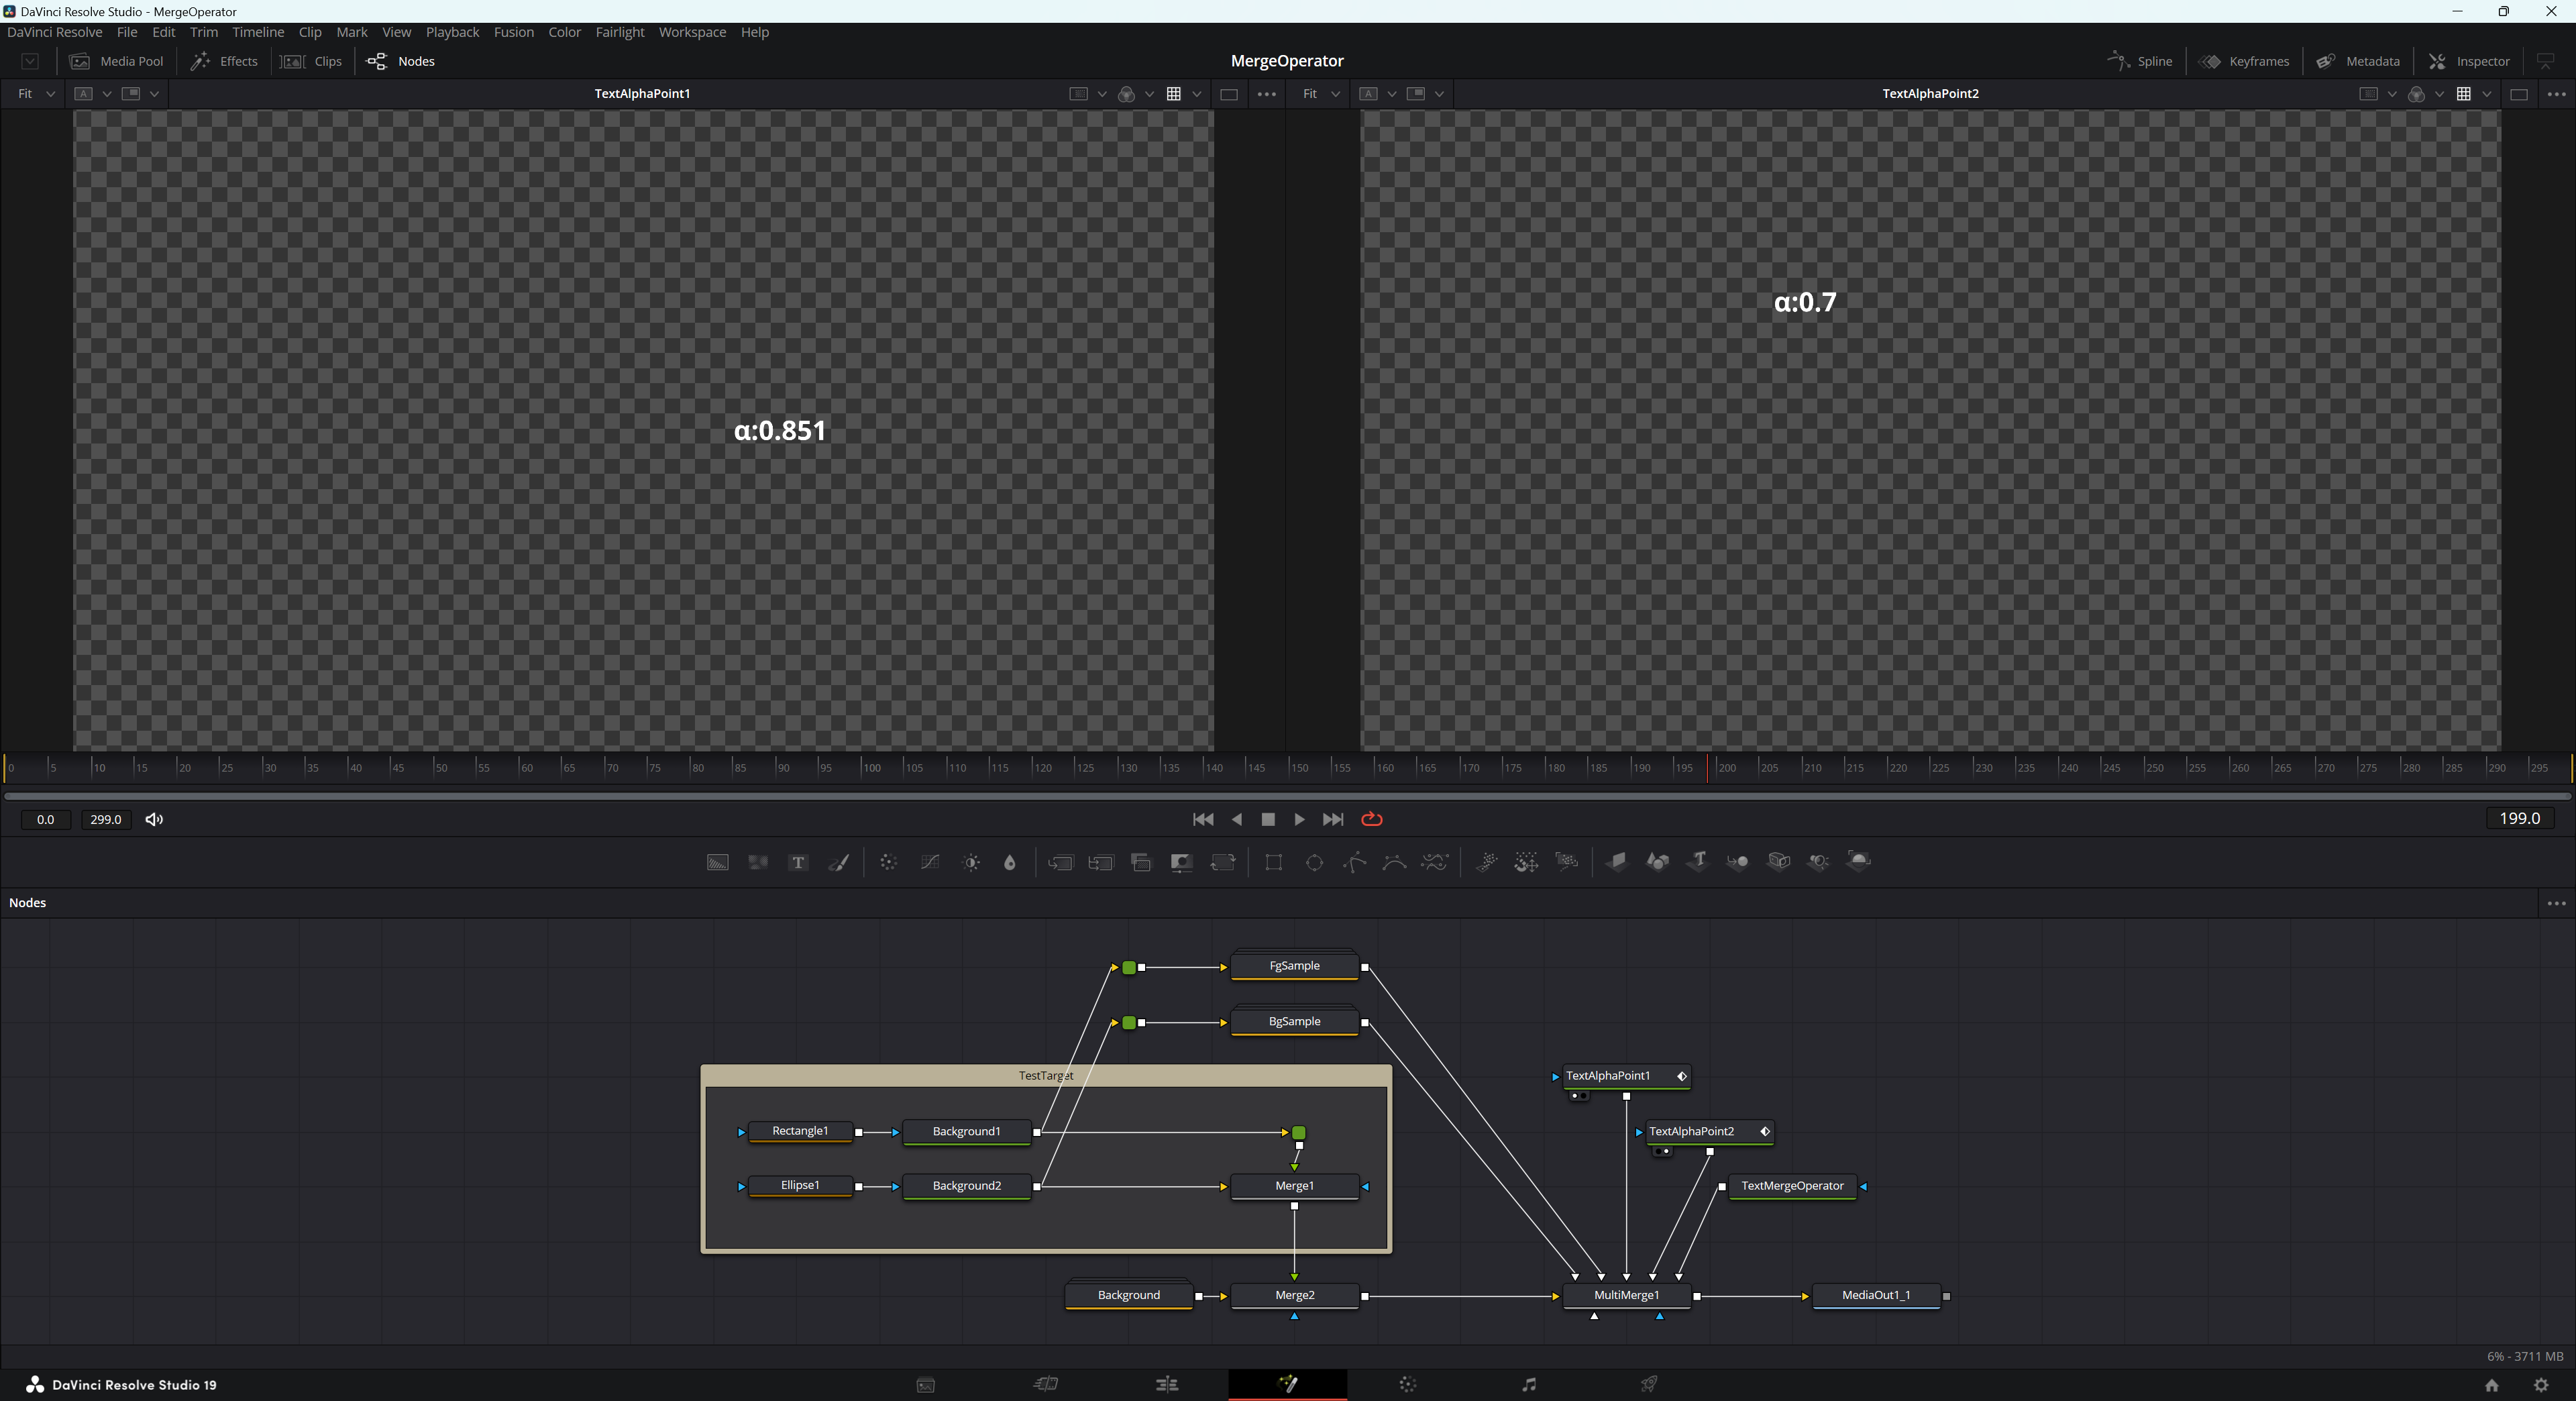 DaVinci Resolve Studio - MergeOperator
DaVinci Resolve File Edit Trim Timeline Clip Mark View Playback Fusion Color Fairlight Workspace Help
Media Pool Effects Clips Nodes MergeOperator Spline Keyframes Metadata Inspector
Fit A TextAlphaPoint1 Fit A TextAlphaPoint2
α:0.7
α:0.851
0 5 10 15 20 25 30 35 40 45 50 55 60 65 70 75 80 85 90 95 100 105 110 115 120 125 130 135 140 145 150 155 160 165 170 175 180 185 190 195 200 205 210 215 220 225 230 235 240 245 250 255 260 265 270 275 280 285 290 295
0.0 299.0 199.0
T T
Nodes
FgSample
BgSample
TestTarget
TextAlphaPoint1
Rectangle1 Background1 TextAlphaPoint2
Ellipse1 Background2 Merge1 TextMergeOperator
Background Merge2 MultiMerge1 MediaOut1_1
6% - 3711 MB
DaVinci Resolve Studio 19